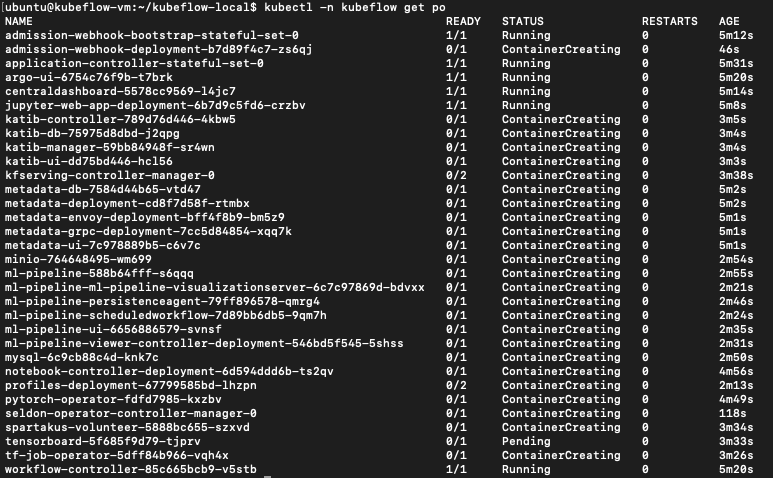 [ubuntu@kubeflow-vm:~/kubeflow-local$ kubectl -n kubeflow get po
NAME READY STATUS RESTARTS AGE
admission-webhook-bootstrap-stateful-set-0 1/1 Running 0 5m12s
admission-webhook-deployment-b7d89f4c7-zs6qj 0/1 ContainerCreating 0 46s
application-controller-stateful-set-0 1/1 Running 0 5m31s
argo-ui-6754c76f9b-t7brk 1/1 Running 0 5m20s
centraldashboard-5578cc9569-l4jc7 1/1 Running 0 5m14s
jupyter-web-app-deployment-6b7d9c5fd6-crzbv 1/1 Running 0 5m8s
katib-controller-789d76d446-4kbw5 0/1 ContainerCreating 0 3m5s
katib-db-75975d8dbd-j2qpg 0/1 ContainerCreating 0 3m4s
katib-manager-59bb84948f-sr4wn 0/1 ContainerCreating 0 3m4s
katib-ui-dd75bd446-hcl56 0/1 ContainerCreating 0 3m3s
kfserving-controller-manager-0 0/2 ContainerCreating 0 3m38s
metadata-db-7584d44b65-vtd47 0/1 ContainerCreating 0 5m2s
metadata-deployment-cd8f7d58f-rtmbx 0/1 ContainerCreating 0 5m2s
metadata-envoy-deployment-bff4f8b9-bm5z9 0/1 ContainerCreating 0 5m1s
metadata-grpc-deployment-7cc5d84854-xqq7k 0/1 ContainerCreating 0 5m1s
metadata-ui-7c978889b5-c6v7c 0/1 ContainerCreating 0 5m1s
minio-764648495-wm699 0/1 ContainerCreating 0 2m54s
ml-pipeline-588b64fff-s6qqq 0/1 ContainerCreating 0 2m55s
ml-pipeline-ml-pipeline-visualizationserver-6c7c97869d-bdvxx 0/1 ContainerCreating 0 2m21s
ml-pipeline-persistenceagent-79ff896578-qmrg4 0/1 ContainerCreating 0 2m46s
ml-pipeline-scheduledworkflow-7d89bb6db5-9qm7h 0/1 ContainerCreating 0 2m24s
ml-pipeline-ui-6656886579-svnsf 0/1 ContainerCreating 0 2m35s
ml-pipeline-viewer-controller-deployment-546bd5f545-5shss 0/1 ContainerCreating 0 2m31s
mysql-6c9cb88c4d-knk7c 0/1 ContainerCreating 0 2m50s
notebook-controller-deployment-6d594ddd6b-ts2qv 0/1 ContainerCreating 0 4m56s
profiles-deployment-67799585bd-lhzpn 0/2 ContainerCreating 0 2m13s
pytorch-operator-fdfd7985-kxzbv 0/1 ContainerCreating 0 4m49s
seldon-operator-controller-manager-0 0/1 ContainerCreating 0 118s
spartakus-volunteer-5888bc655-szxvd 0/1 ContainerCreating 0 3m34s
tensorboard-5f685f9d79-tjprv 0/1 Pending 0 3m33s
tf-job-operator-5dff84b966-vqh4x 0/1 ContainerCreating 0 3m26s
workflow-controller-85c665bcb9-v5stb 1/1 Running 0 5m20s